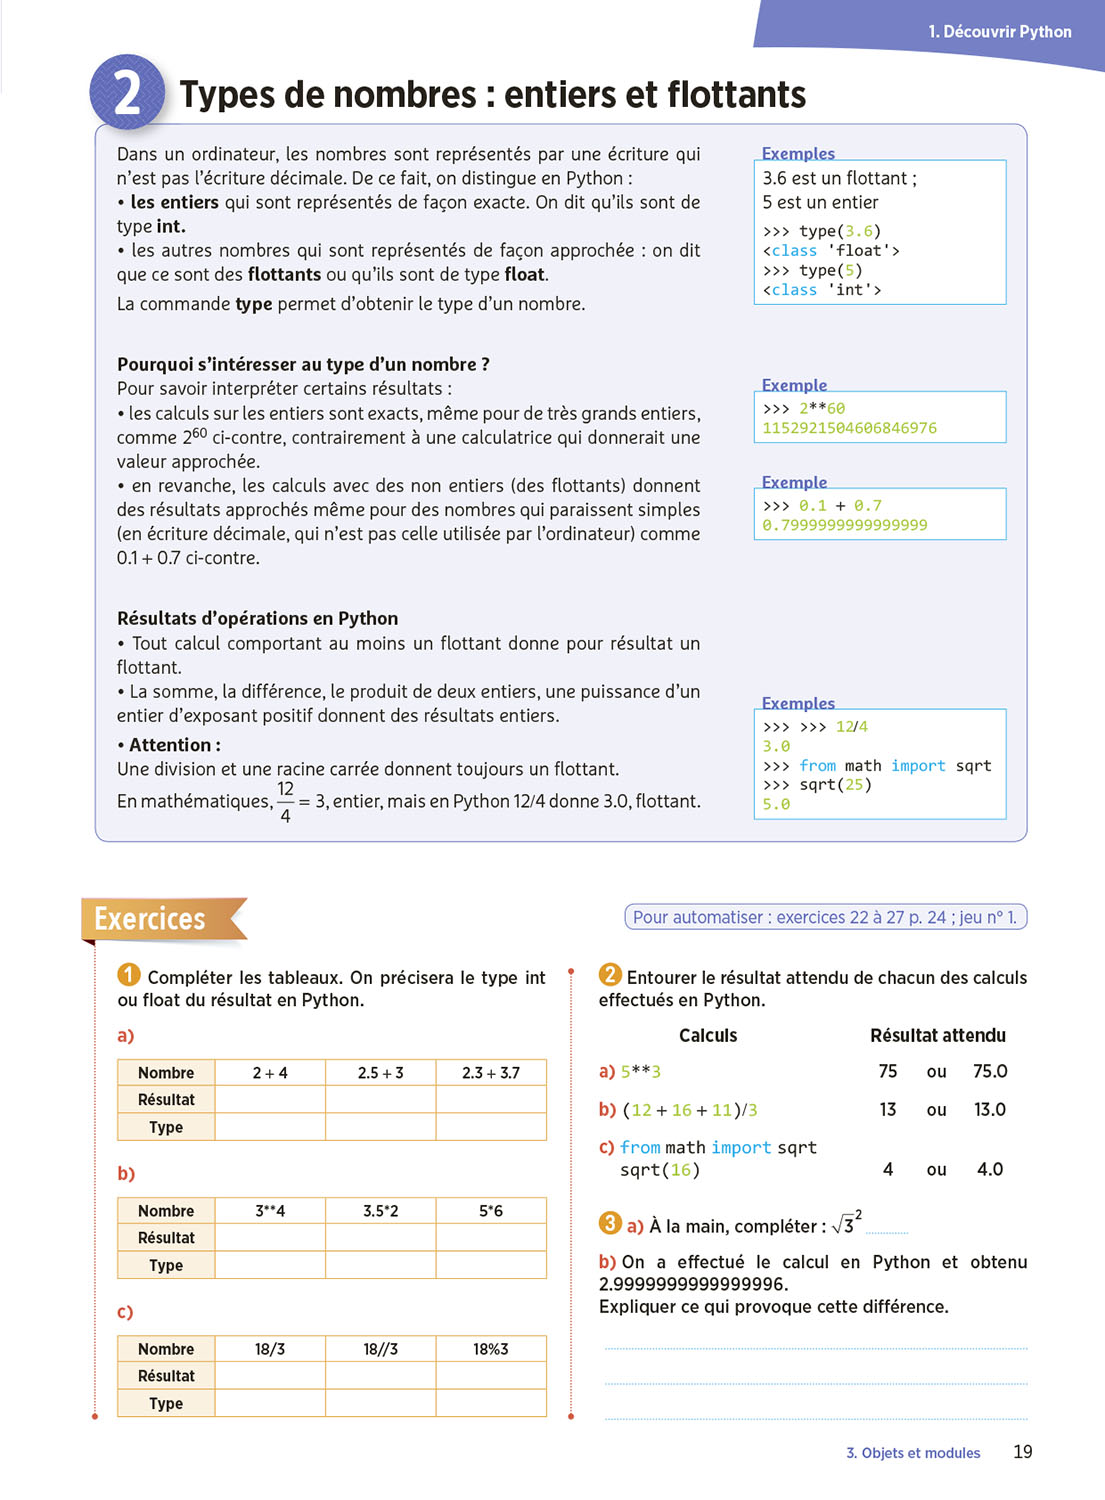 1. Découvrir Python
2
Types de nombres : entiers et flottants
Dans un ordinateur, les nombres sont représentés par une écriture qui
n'est pas l'écriture décimale. De ce fait, on distingue en Python :
• les entiers qui sont représentés de façon exacte. On dit qu'ils sont de
type int.
• les autres nombres qui sont représentés de façon approchée : on dit
que ce sont des flottants ou qu'ils sont de type float.
La commande type permet d'obtenir le type d'un nombre.
Exemples
3.6 est un flottant ;
5 est un entier
>>> type(3.6)
<class 'float'>
>>> type(5)
<class 'int'>
Pourquoi s'intéresser au type d'un nombre ?
Pour savoir interpréter certains résultats :
• les calculs sur les entiers sont exacts, même pour de très grands entiers,
comme 2⁶⁰ ci-contre, contrairement à une calculatrice qui donnerait une
valeur approchée.
• en revanche, les calculs avec des non entiers (des flottants) donnent
des résultats approchés même pour des nombres qui paraissent simples
(en écriture décimale, qui n'est pas celle utilisée par l'ordinateur) comme
0.1 + 0.7 ci-contre.
Exemple
>>> 2**60
1152921504606846976
Exemple
>>> 0.1 + 0.7
0.7999999999999999
Résultats d'opérations en Python
• Tout calcul comportant au moins un flottant donne pour résultat un
flottant.
• La somme, la différence, le produit de deux entiers, une puissance d'un
entier d'exposant positif donnent des résultats entiers.
• Attention :
Une division et une racine carrée donnent toujours un flottant.
En mathématiques, 12/4 = 3, entier, mais en Python 12/4 donne 3.0, flottant.
Exemples
>>> >>> 12/4
3.0
>>> from math import sqrt
>>> sqrt(25)
5.0
Exercices
Pour automatiser : exercices 22 à 27 p. 24 ; jeu n° 1.
1 Compléter les tableaux. On précisera le type int
ou float du résultat en Python.
a)
Nombre 2 + 4 2.5 + 3 2.3 + 3.7
Résultat
Type
b)
Nombre 3**4 3.5*2 5*6
Résultat
Type
c)
Nombre 18/3 18//3 18%3
Résultat
Type
2 Entourer le résultat attendu de chacun des calculs
effectués en Python.
Calculs Résultat attendu
a) 5**3 75 ou 75.0
b) (12 + 16 + 11)/3 13 ou 13.0
c) from math import sqrt
sqrt(16) 4 ou 4.0
3 a) À la main, compléter : √3² ............
b) On a effectué le calcul en Python et obtenu
2.9999999999999996.
Expliquer ce qui provoque cette différence.
3. Objets et modules 19